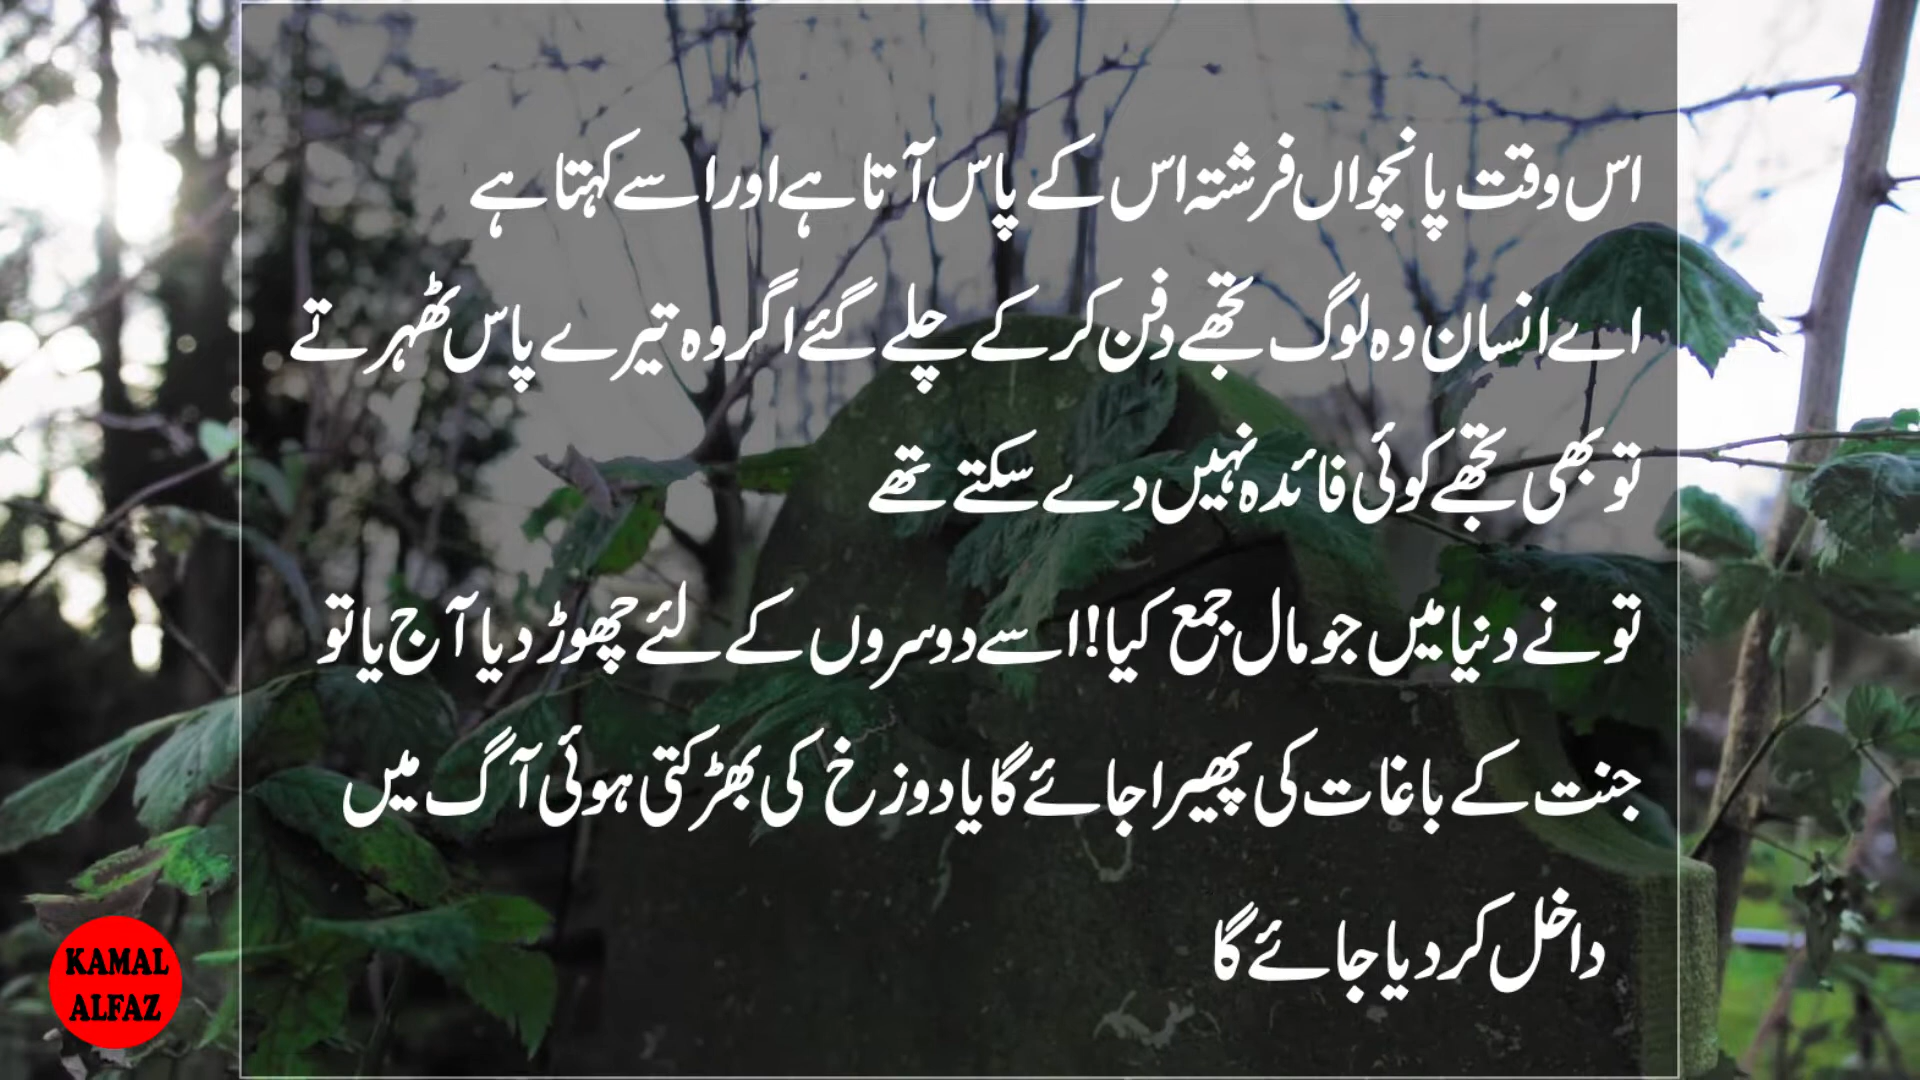 اس وقت پانچواں فرشتہ اس کے پاس آتا ہے اور اسے کہتا ہے
اے انسان وہ لوگ تجھے دفن کر کے چلے گئے اگر وہ تیرے پاس ٹھہرتے
تو بھی تجھے کوئی فائدہ نہیں دے سکتے تھے
تو نے دنیا میں جو مال جمع کیا! اسے دوسروں کے لئے چھوڑ دیا آج یا تو
جنت کے باغات کی پھیرا جائے گا یا دوزخ کی بھڑکتی ہوئی آگ میں
داخل کر دیا جائے گا
KAMAL
ALFAZ